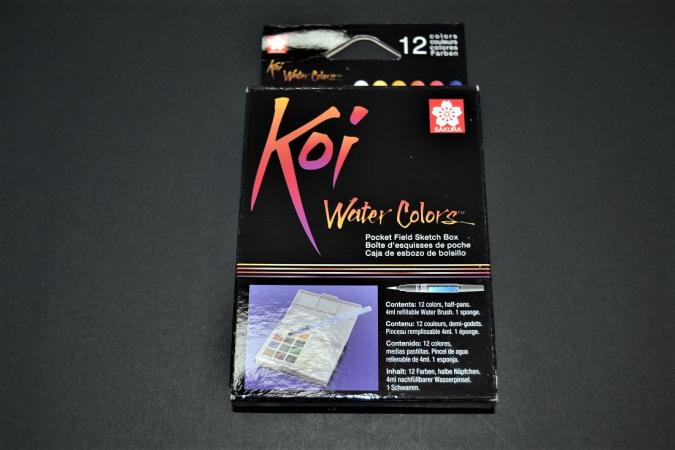 12
colors
couleurs
colores
Farben
Koi
Water Colors
Koi
SAKURA
Water Colors™
Pocket Field Sketch Box
Boîte d'esquisses de poche
Caja de esbozo de bolsillo
Contents: 12 colors, half-pans.
4ml refillable Water Brush. 1 sponge.
Contenu: 12 couleurs, demi-godets.
Pinceau remplissable 4ml. 1 éponge.
Contenido: 12 colores,
medias pastillas. Pincel de agua
rellenable de 4ml. 1 esponja.
Inhalt: 12 Farben, halbe Näpfchen.
4ml nachfüllbarer Wasserpinsel.
1 Schwamm.